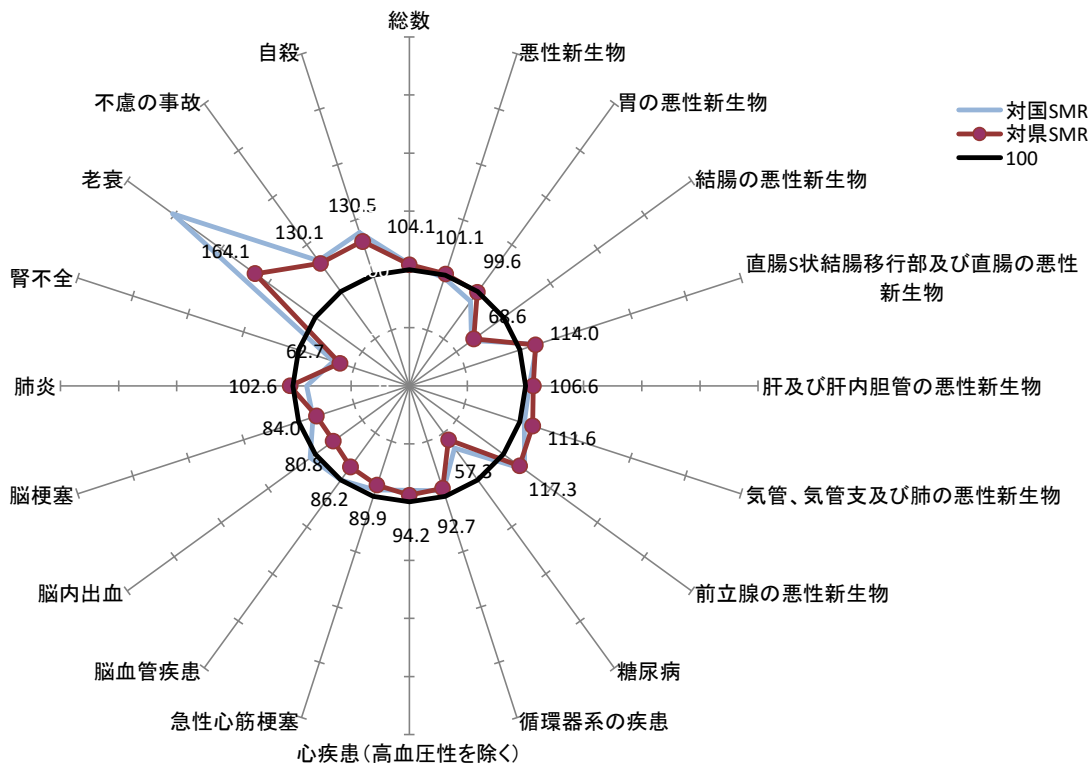 総数
自殺
悪性新生物
不慮の事故
胃の悪性新生物
対国SMR
対県SMR
100
老衰
結腸の悪性新生物
130.5
104.1
101.1
130.1
164.1
99.6
腎不全
直腸S状結腸移行部及び直腸の悪性
新生物
68.6
114.0
62.7
肺炎
102.6
106.6
肝及び肝内胆管の悪性新生物
84.0
111.6
脳梗塞
80.8
57.3
117.3
気管、気管支及び肺の悪性新生物
86.2
89.9
94.2
92.7
脳内出血
前立腺の悪性新生物
脳血管疾患
糖尿病
急性心筋梗塞
循環器系の疾患
心疾患(高血圧性を除く)